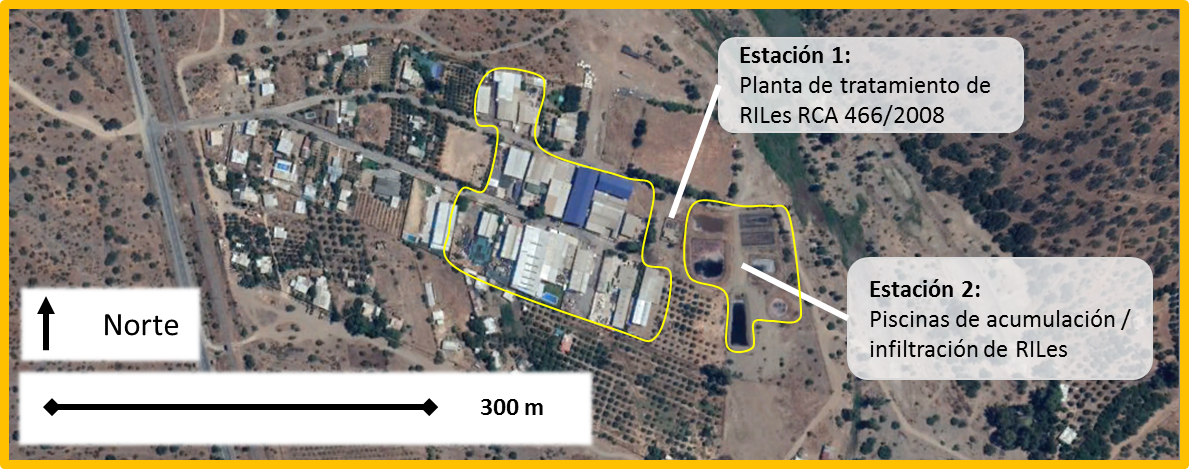 Estación 1:
Planta de tratamiento de
RILes RCA 466/2008
Estación 2:
Piscinas de acumulación /
infiltración de RILes
Norte
300 m